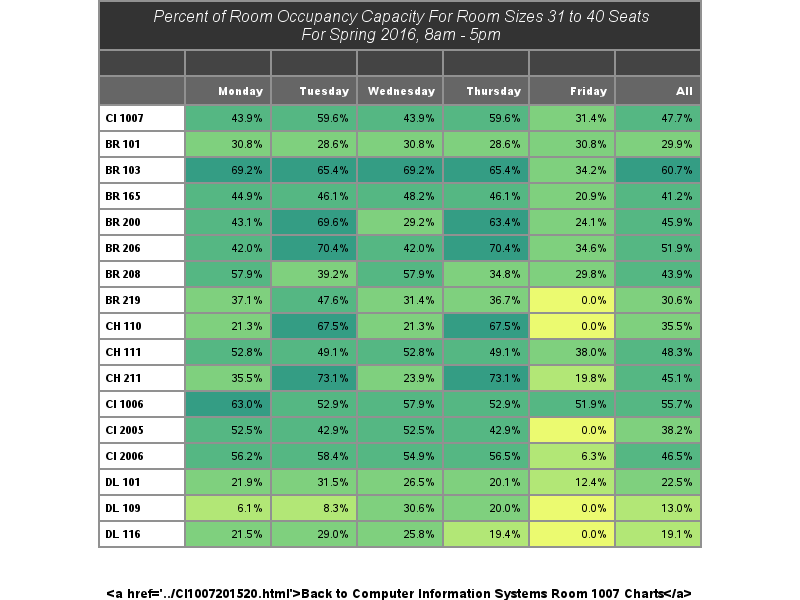 Percent of Room Occupancy Capacity For Room Sizes 31 to 40 Seats
For Spring 2016, 8am - 5pm
Monday Tuesday Wednesday Thursday Friday All
CI 1007 43.9% 59.6% 43.9% 59.6% 31.4% 47.7%
BR 101 30.8% 28.6% 30.8% 28.6% 30.8% 29.9%
BR 103 69.2% 65.4% 69.2% 65.4% 34.2% 60.7%
BR 165 44.9% 46.1% 48.2% 46.1% 20.9% 41.2%
BR 200 43.1% 69.6% 29.2% 63.4% 24.1% 45.9%
BR 206 42.0% 70.4% 42.0% 70.4% 34.6% 51.9%
BR 208 57.9% 39.2% 57.9% 34.8% 29.8% 43.9%
BR 219 37.1% 47.6% 31.4% 36.7% 0.0% 30.6%
CH 110 21.3% 67.5% 21.3% 67.5% 0.0% 35.5%
CH 111 52.8% 49.1% 52.8% 49.1% 38.0% 48.3%
CH 211 35.5% 73.1% 23.9% 73.1% 19.8% 45.1%
CI 1006 63.0% 52.9% 57.9% 52.9% 51.9% 55.7%
CI 2005 52.5% 42.9% 52.5% 42.9% 0.0% 38.2%
CI 2006 56.2% 58.4% 54.9% 56.5% 6.3% 46.5%
DL 101 21.9% 31.5% 26.5% 20.1% 12.4% 22.5%
DL 109 6.1% 8.3% 30.6% 20.0% 0.0% 13.0%
DL 116 21.5% 29.0% 25.8% 19.4% 0.0% 19.1%
&lt;a href='../CI1007201520.html'&gt;Back to Computer Information Systems Room 1007 Charts&lt;/a&gt;